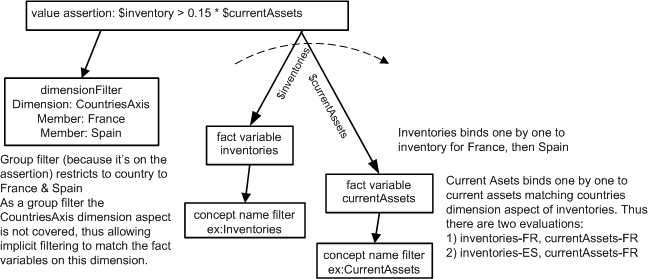 value assertion: $inventory > 0.15 * $currentAssets
dimensionFilter
Dimension: CountriesAxis
Member: France
Member: Spain
Group filter (because it's on the
assertion) restricts to country to
France & Spain
As a group filter the
CountriesAxis dimension aspect
is not covered, thus allowing
implicit filtering to match the fact
variables on this dimension.
$inventories
$currentAssets
fact variable
inventories
concept name filter
ex:Inventories
fact variable
currentAssets
concept name filter
ex:CurrentAssets
Inventories binds one by one to
inventory for France, then Spain
Current Asets binds one by one to
current assets matching countries
dimension aspect of inventories. Thus
there are two evaluations:
1) inventories-FR, currentAssets-FR
2) inventories-ES, currentAssets-FR